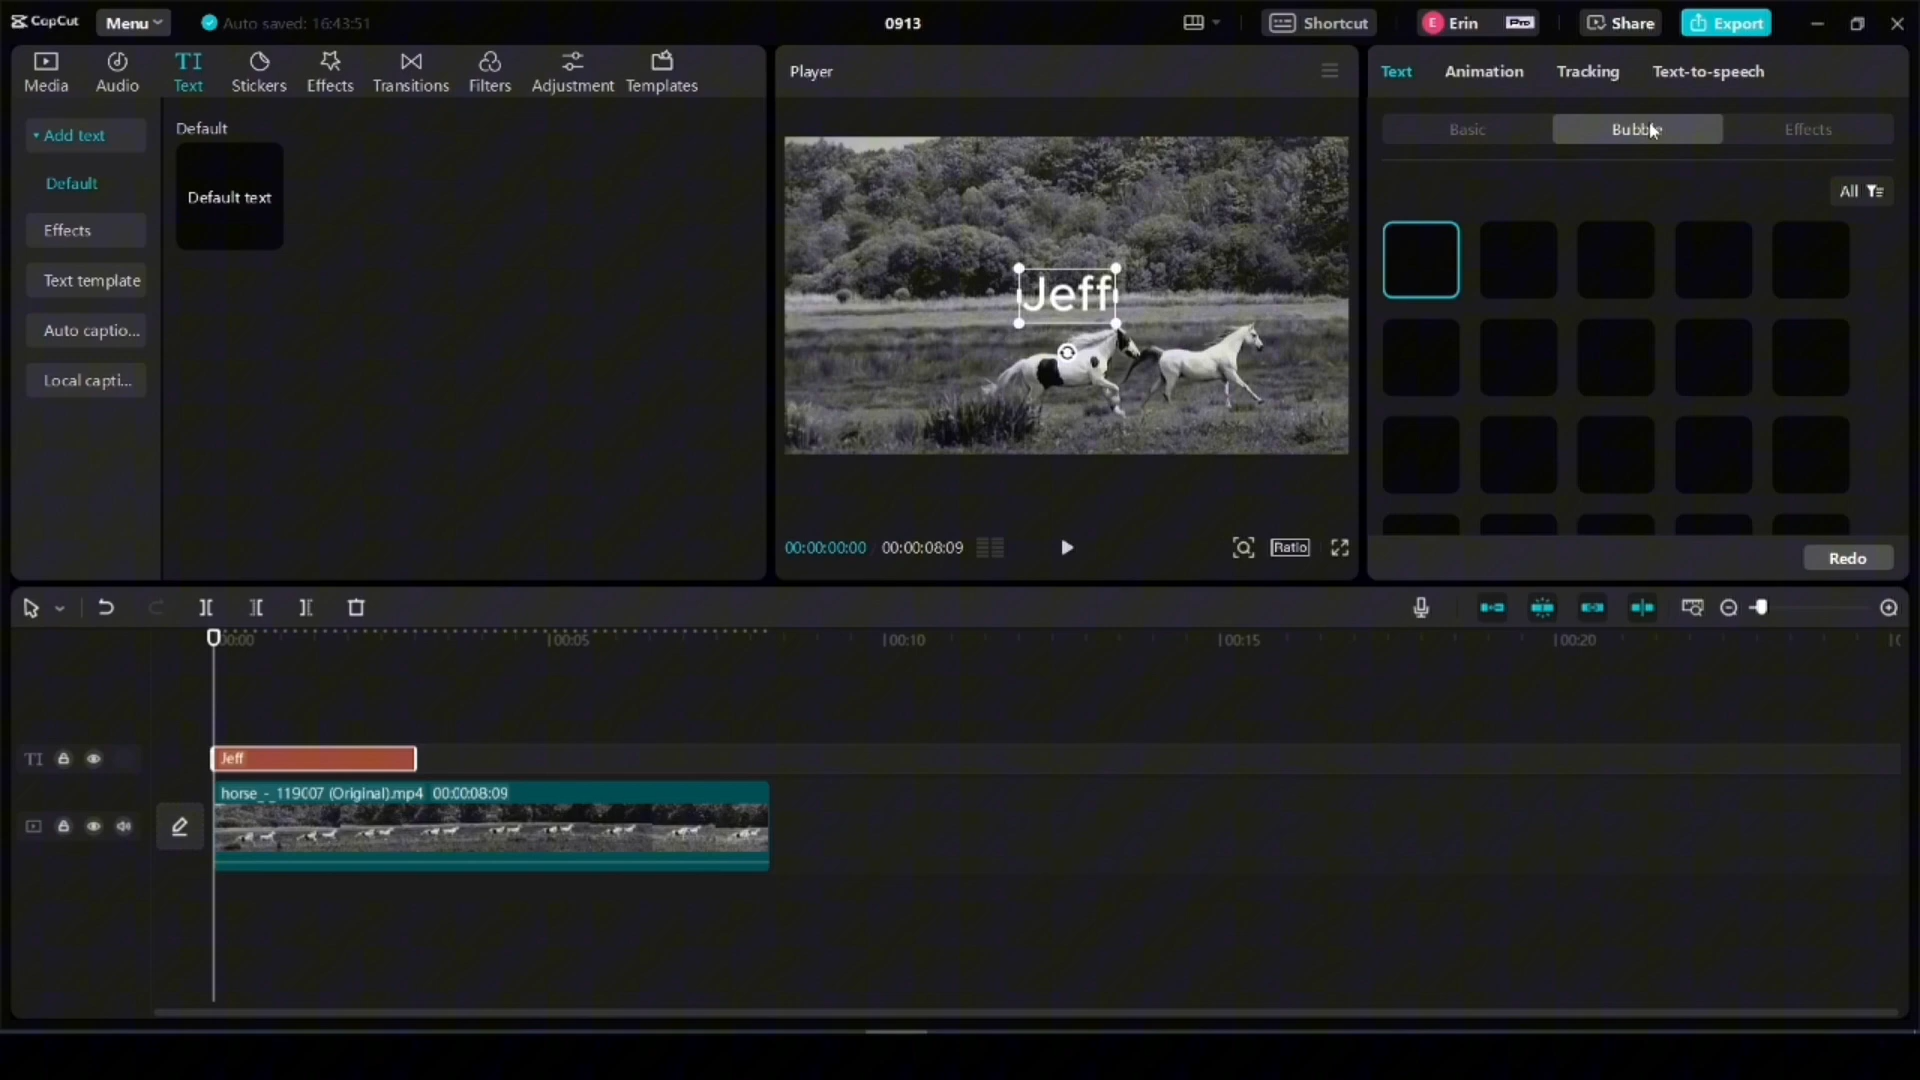 CapCut
Menu
Auto saved: 16:43:51
0913
Shortcut
E
Erin
Pro
Share
Export
Media
Audio
TI
Text
Stickers
Effects
Transitions
Filters
Adjustment
Templates
Add text
Default
Effects
Text template
Auto captio...
Local capti...
Default
Default text
Player
Jeff
00:00:00:00
00:00:08:09
Ratio
Text
Animation
Tracking
Text-to-speech
Basic
Bubble
Effects
All
Redo
00:00
00:05
00:10
00:15
00:20
TI
Jeff
horse_-_119007 (Original).mp4 00:00:08:09